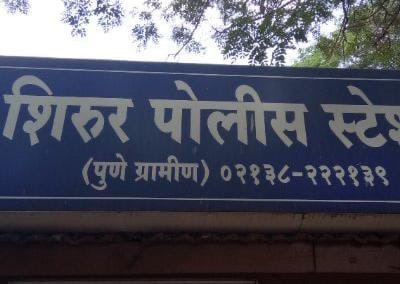 शिरुर पोलीस स्टेश
(पुणे ग्रामीण) ०२१३८-२२२१३९